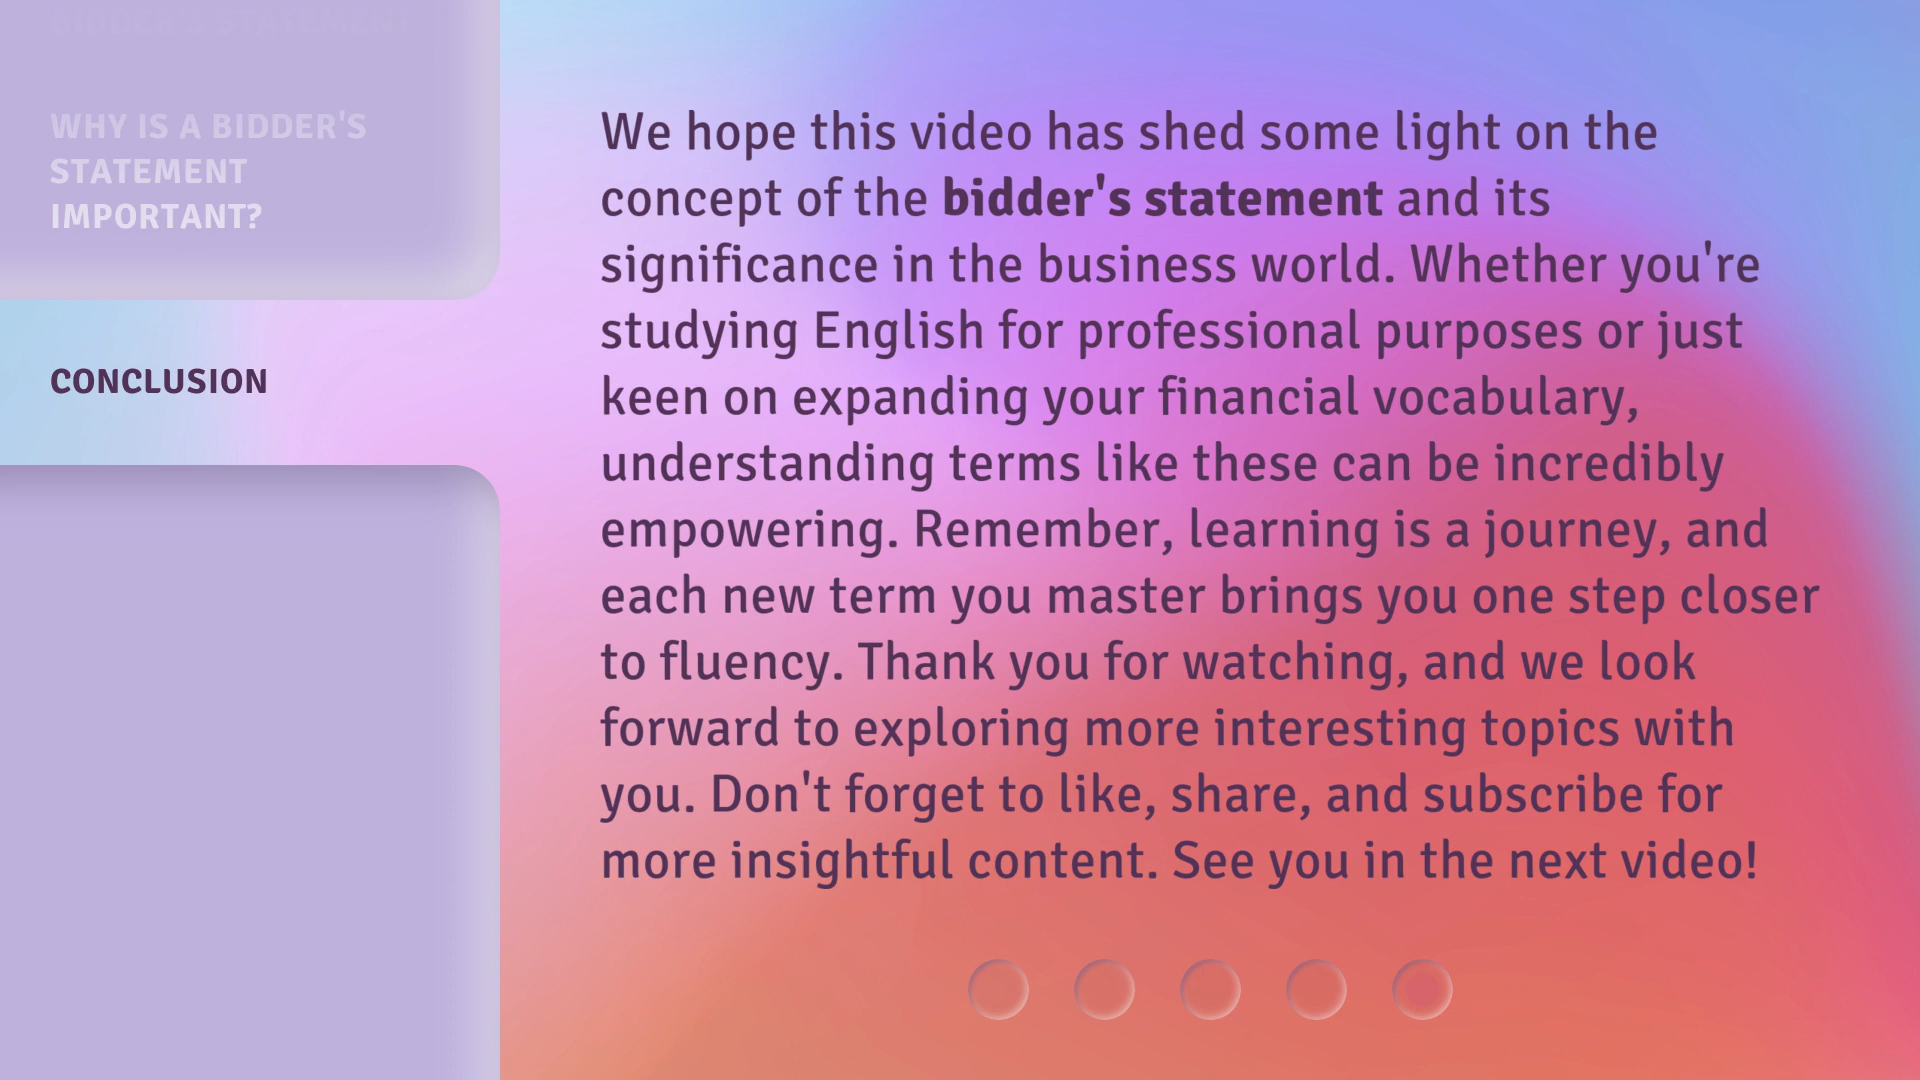 BIDDER'S STATEMENT
WHY IS A BIDDER'S
STATEMENT
IMPORTANT?
CONCLUSION
We hope this video has shed some light on the
concept of the bidder's statement and its
significance in the business world. Whether you're
studying English for professional purposes or just
keen on expanding your financial vocabulary,
understanding terms like these can be incredibly
empowering. Remember, learning is a journey, and
each new term you master brings you one step closer
to fluency. Thank you for watching, and we look
forward to exploring more interesting topics with
you. Don't forget to like, share, and subscribe for
more insightful content. See you in the next video!